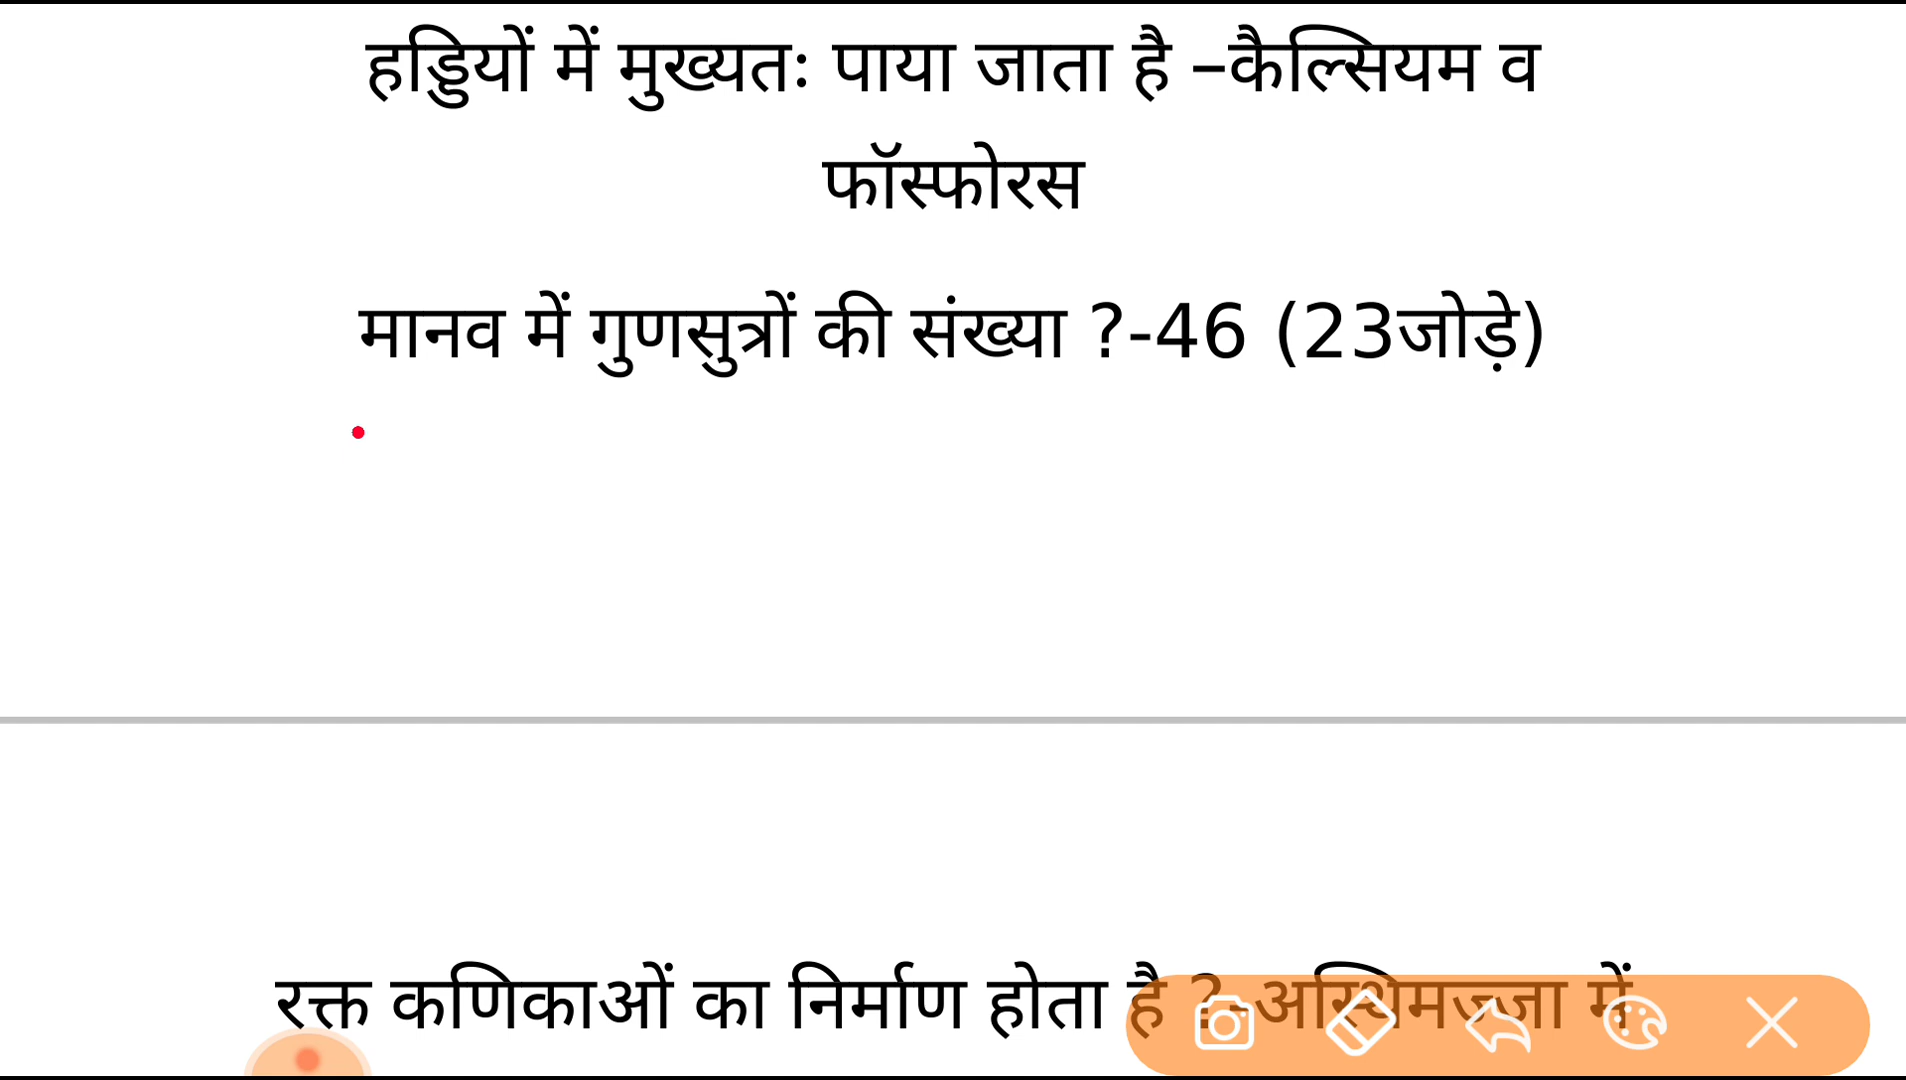 हड्डियों में मुख्यतः पाया जाता है –कैल्सियम व
फॉस्फोरस
मानव में गुणसुत्रों की संख्या ?-46 (23जोड़े)
रक्त कणिकाओं का निर्माण होता है ?-अस्थिमज्जा में